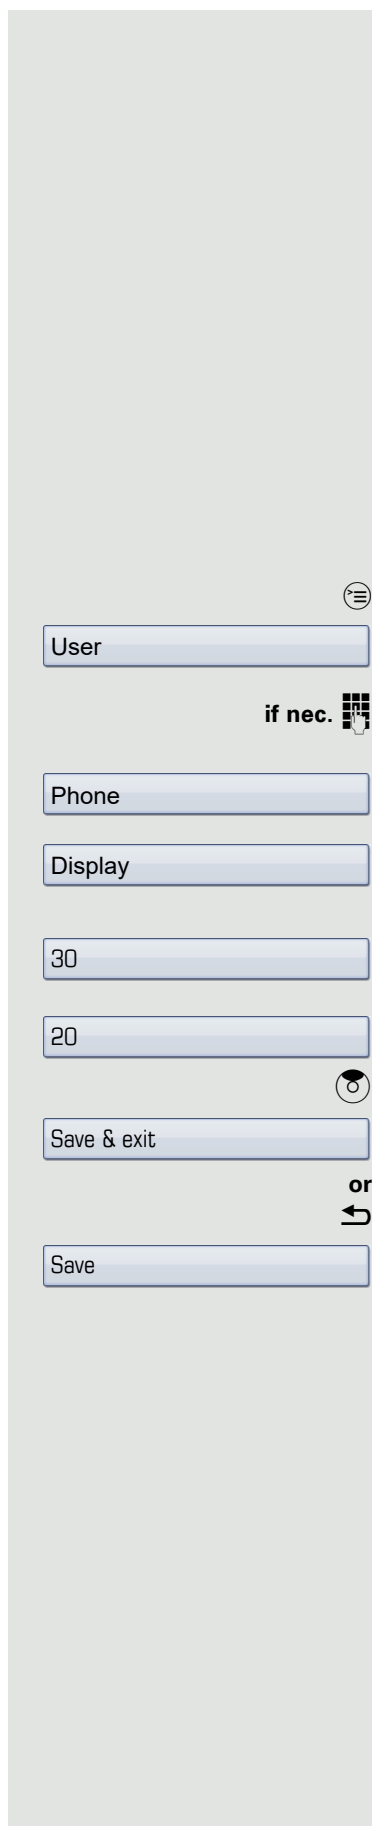 User
if nec.
Phone
Display
30
20
Save & exit
or
Save